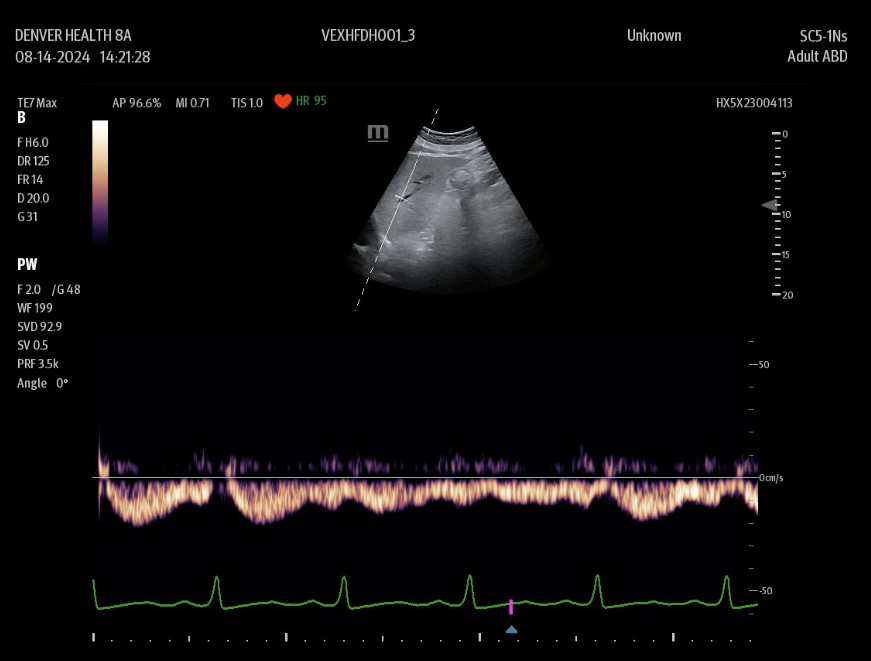 DENVER HEALTH 8A VEXHFDH001_3 Unknown SC5-1Ns
08-14-2024 14:21:28 Adult ABD
TE7 Max AP 96.6% MI 0.71 TIS 1.0 HR 95 HX5X23004113
B
F H6.0
DR 125
FR 14
D 20.0
G 31
m
0
5
10
15
20
PW
F 2.0 /G 48
WF 199
SVD 92.9
SV 0.5
PRF 3.5k
Angle 0°
50
0cm/s
-50